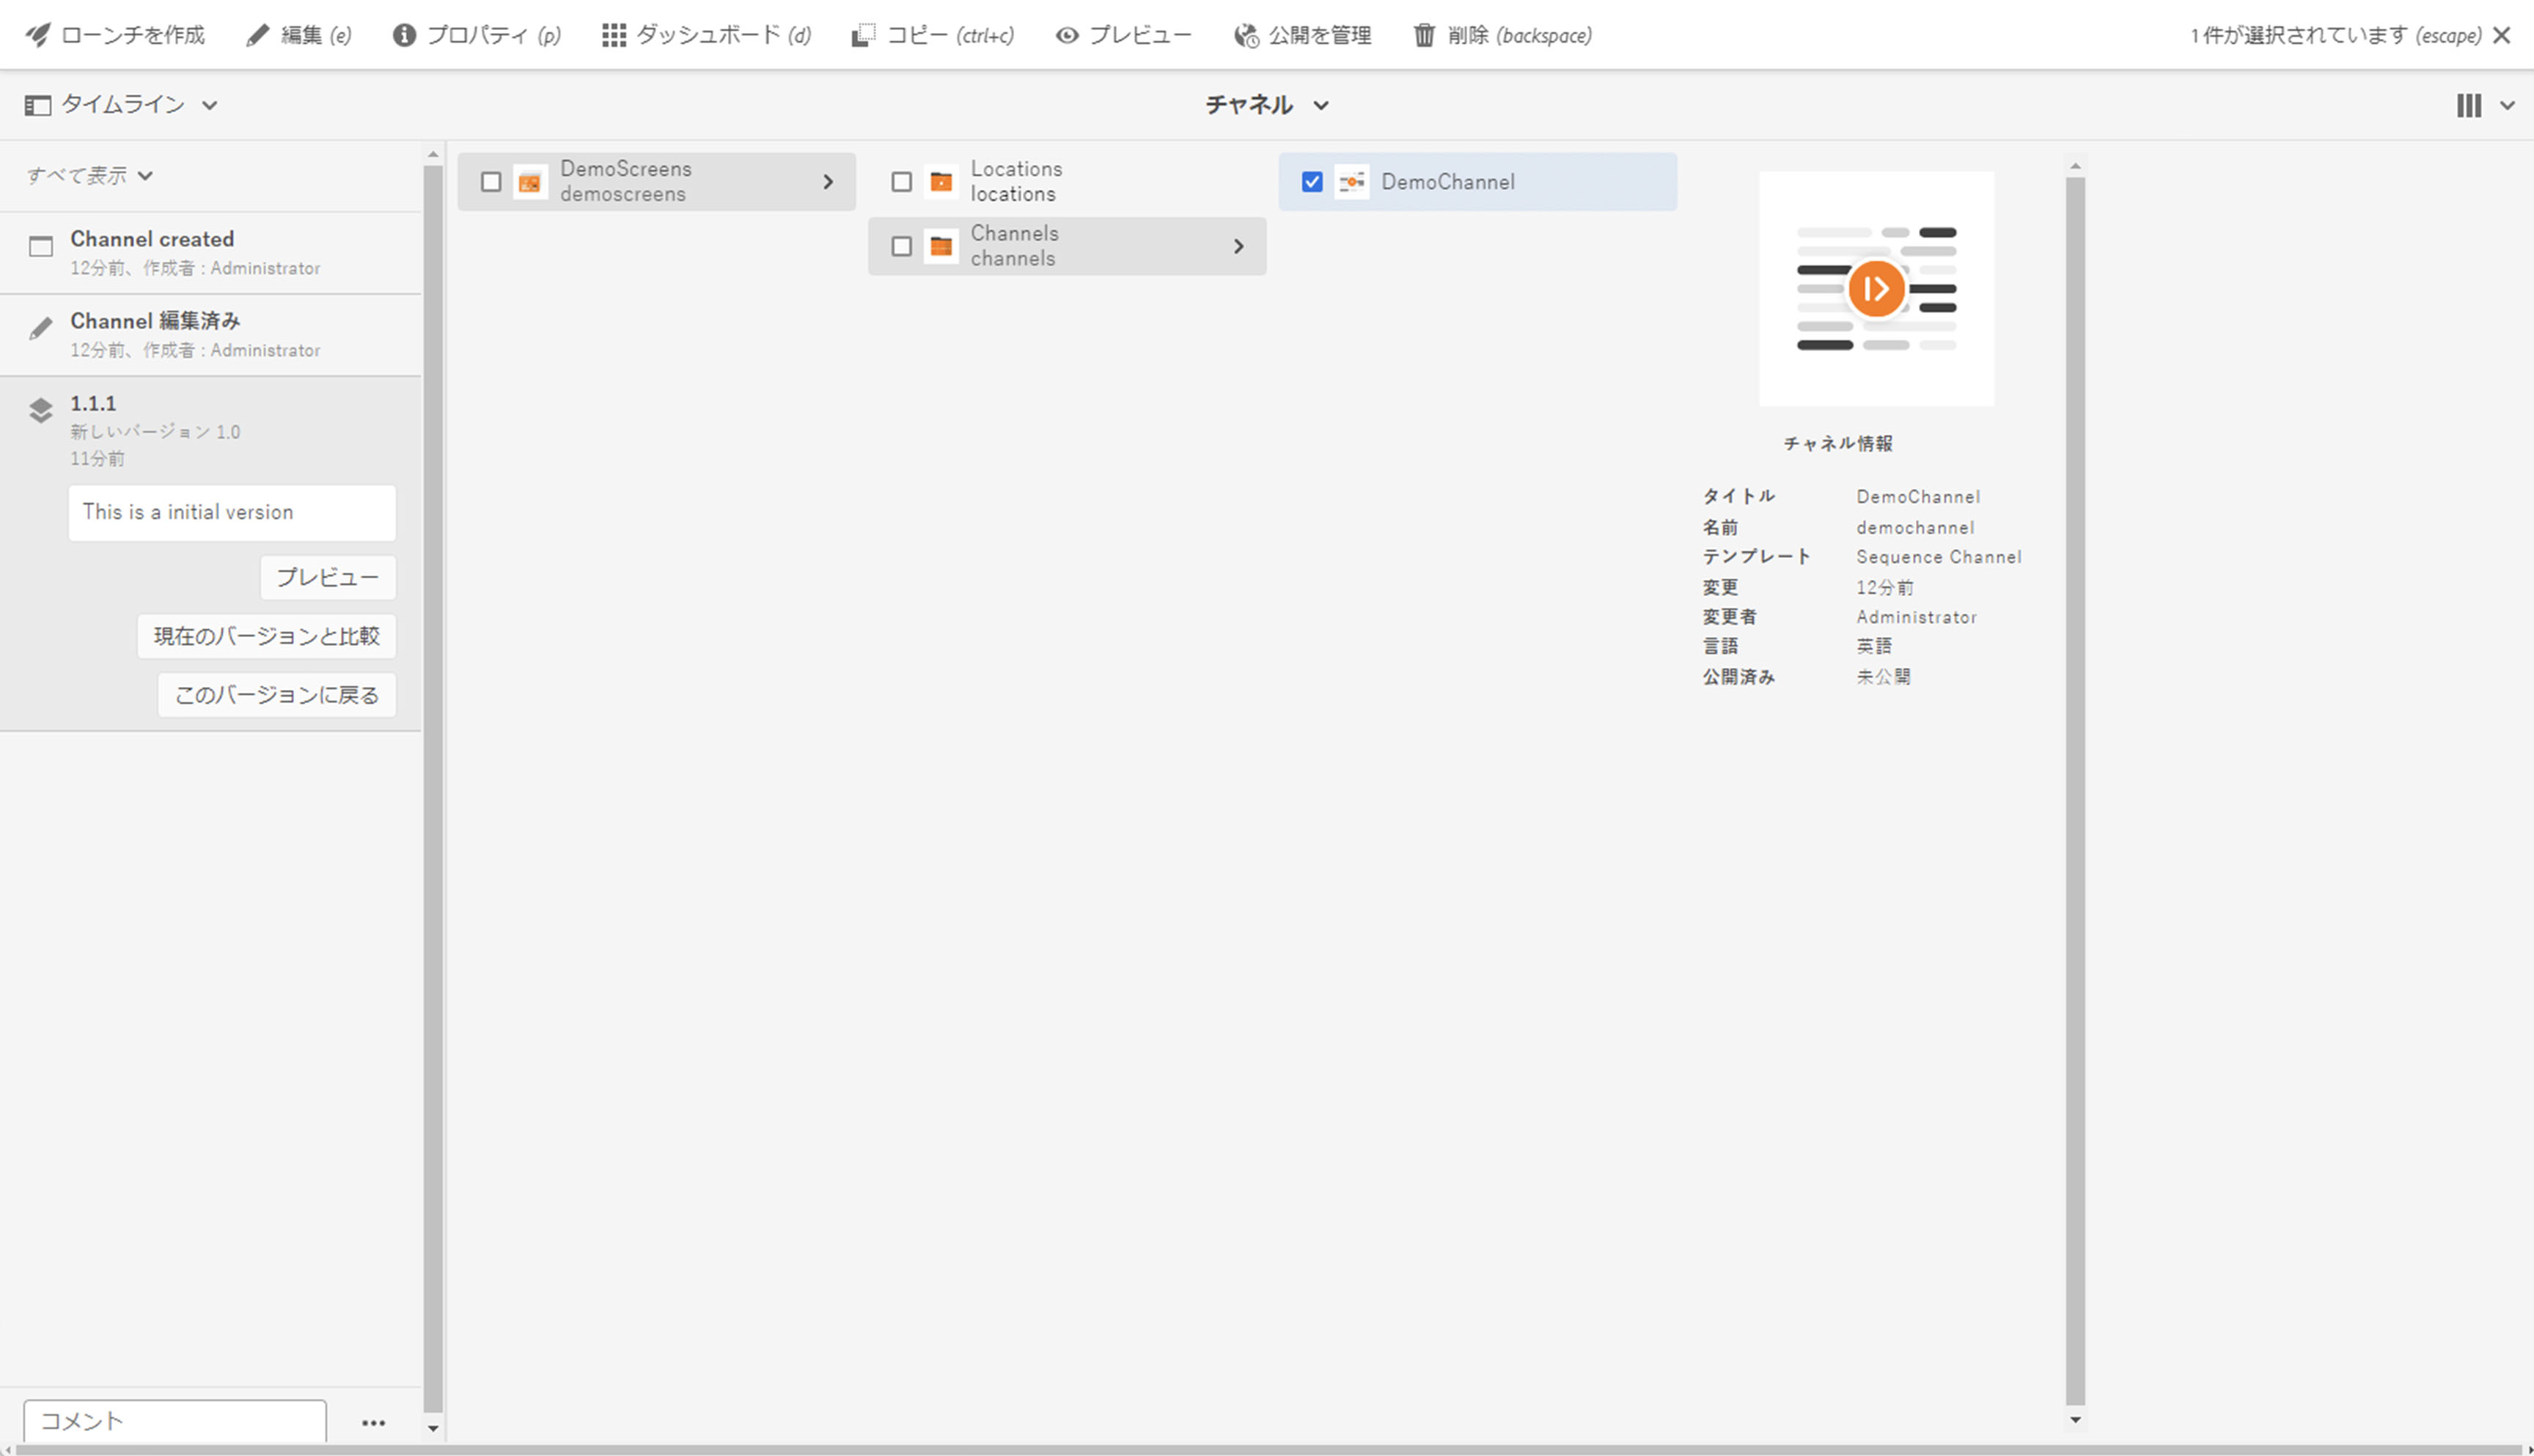 ローンチを作成 編集 (e) プロパティ (p) ダッシュボード (d) コピー (ctrl+c) プレビュー 公開を管理 削除 (backspace) 1 件が選択されています (escape)
タイムライン チャネル
すべて表示
Channel created
12分前、作成者 : Administrator
Channel 編集済み
12分前、作成者 : Administrator
1.1.1
新しいバージョン 1.0
11分前
This is a initial version
プレビュー
現在のバージョンと比較
このバージョンに戻る
コメント
DemoScreens
demoscreens
Locations
locations
Channels
channels
DemoChannel
チャネル情報
タイトル DemoChannel
名前 demochannel
テンプレート Sequence Channel
変更 12分前
変更者 Administrator
言語 英語
公開済み 未公開